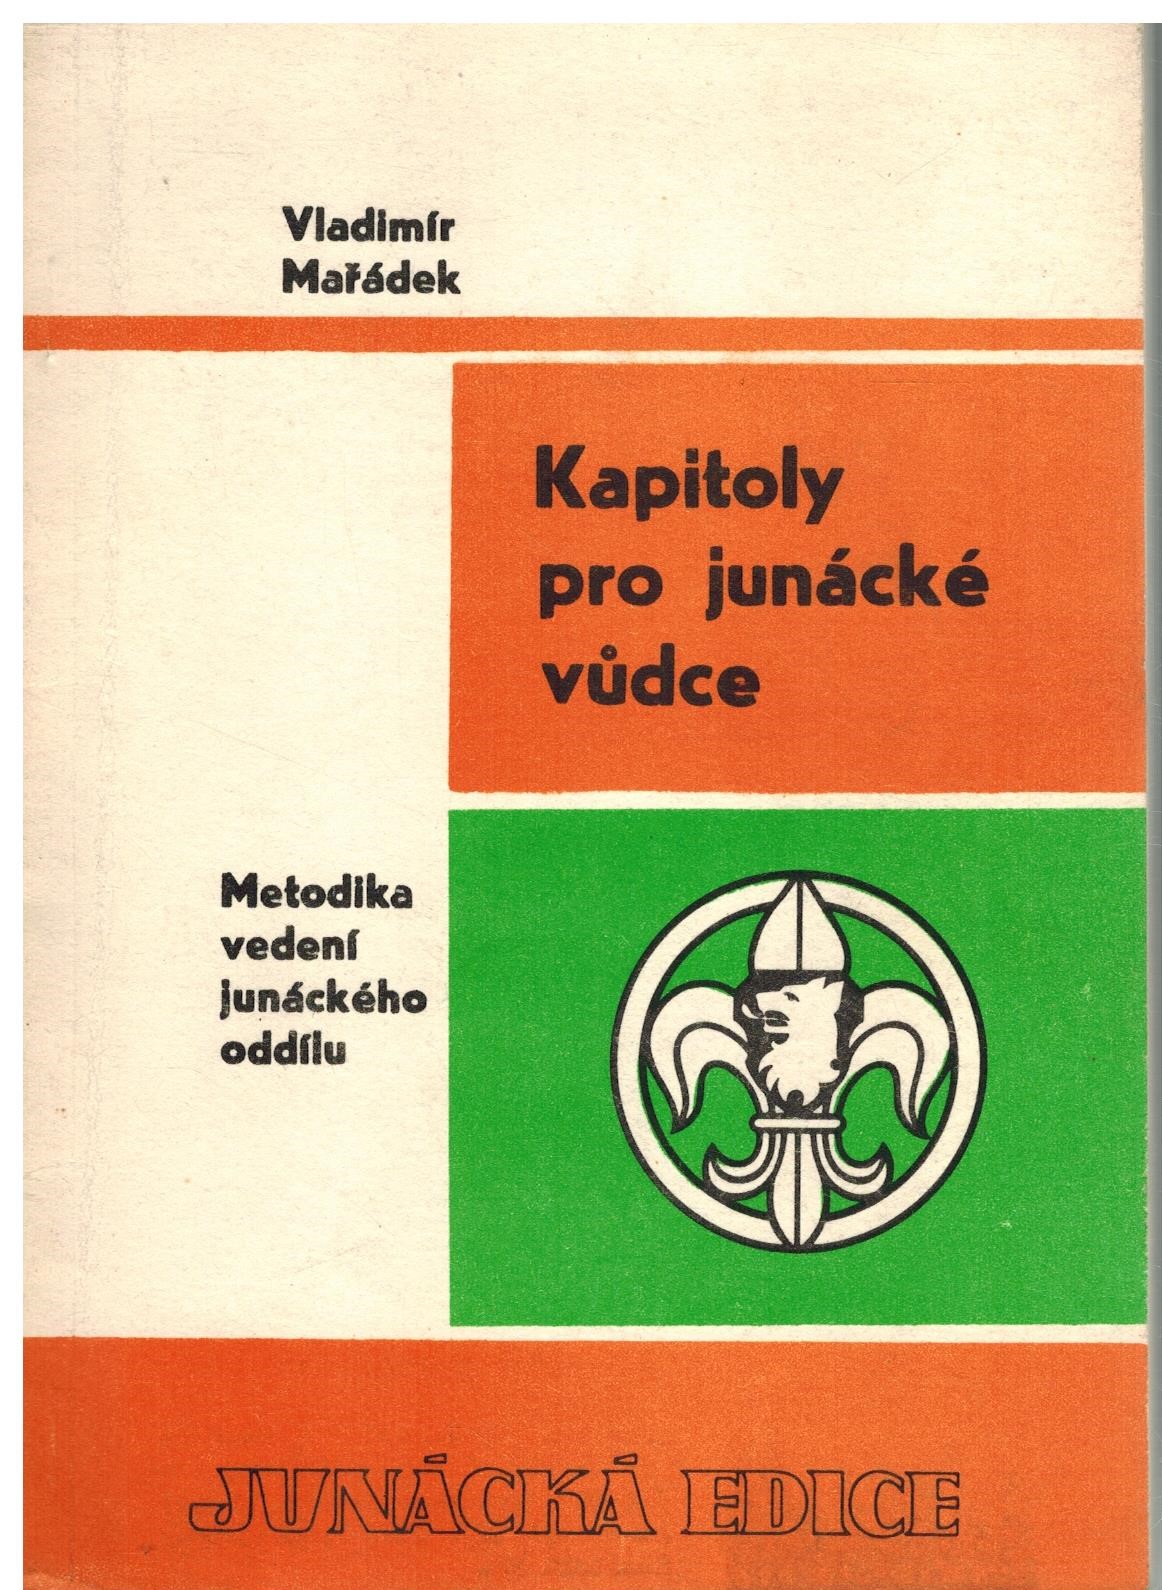 Vladimír
Mařádek
Kapitoly
pro junácké
vůdce
Metodika
vedení
junáckého
oddílu
JUNÁCKÁ EDICE